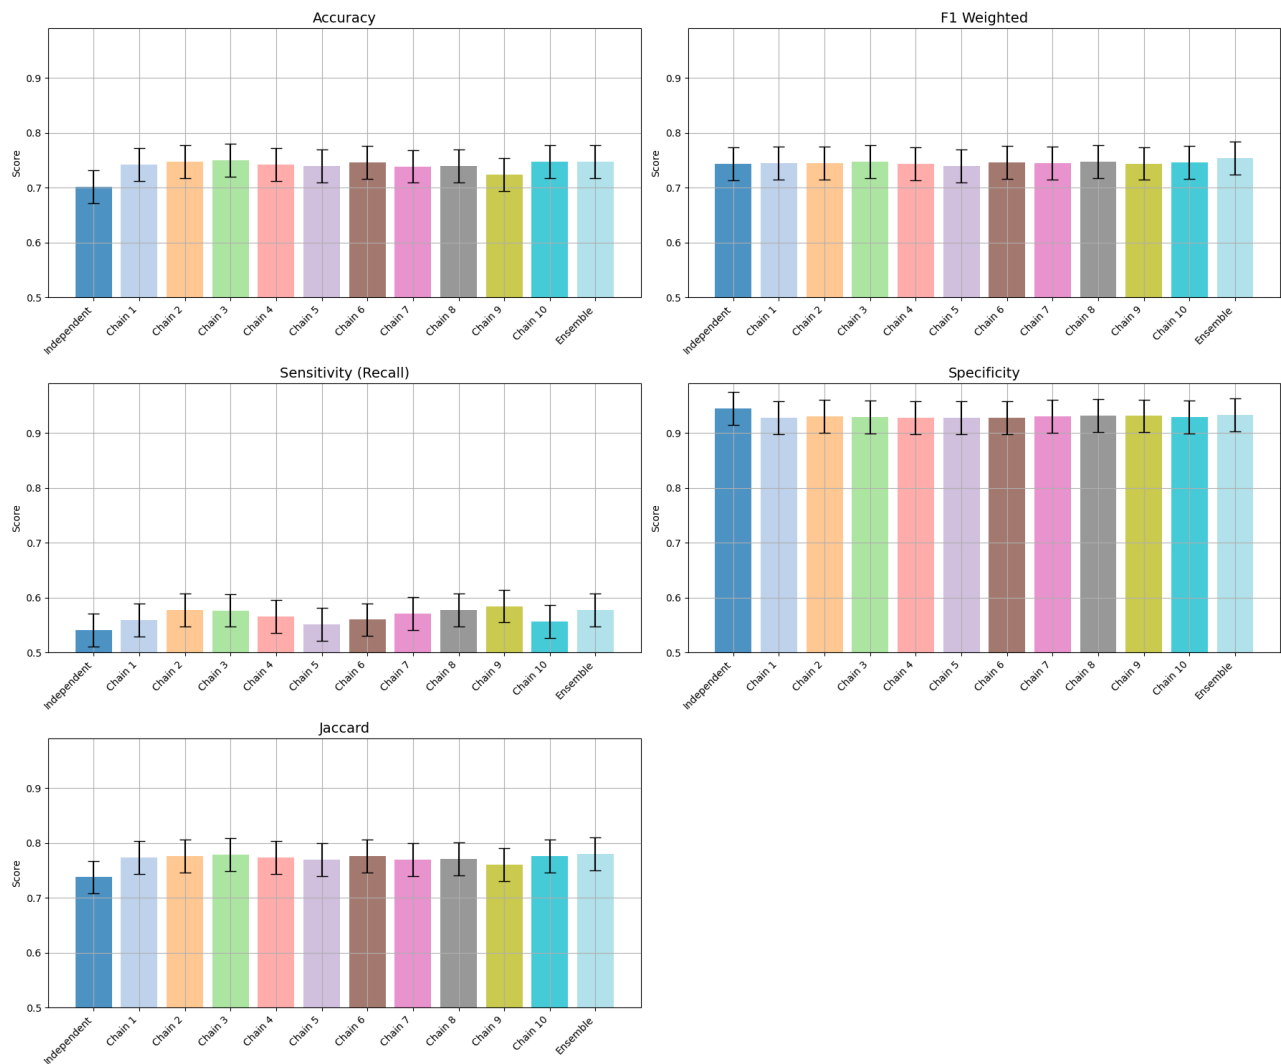 Accuracy
Score
0.9
0.8
0.7
0.6
0.5
Independent
Chain 1
Chain 2
Chain 3
Chain 4
Chain 5
Chain 6
Chain 7
Chain 8
Chain 9
Chain 10
Ensemble
F1 Weighted
Score
0.9
0.8
0.7
0.6
0.5
Independent
Chain 1
Chain 2
Chain 3
Chain 4
Chain 5
Chain 6
Chain 7
Chain 8
Chain 9
Chain 10
Ensemble
Sensitivity (Recall)
Score
0.9
0.8
0.7
0.6
0.5
Independent
Chain 1
Chain 2
Chain 3
Chain 4
Chain 5
Chain 6
Chain 7
Chain 8
Chain 9
Chain 10
Ensemble
Specificity
Score
0.9
0.8
0.7
0.6
0.5
Independent
Chain 1
Chain 2
Chain 3
Chain 4
Chain 5
Chain 6
Chain 7
Chain 8
Chain 9
Chain 10
Ensemble
Jaccard
Score
0.9
0.8
0.7
0.6
0.5
Independent
Chain 1
Chain 2
Chain 3
Chain 4
Chain 5
Chain 6
Chain 7
Chain 8
Chain 9
Chain 10
Ensemble